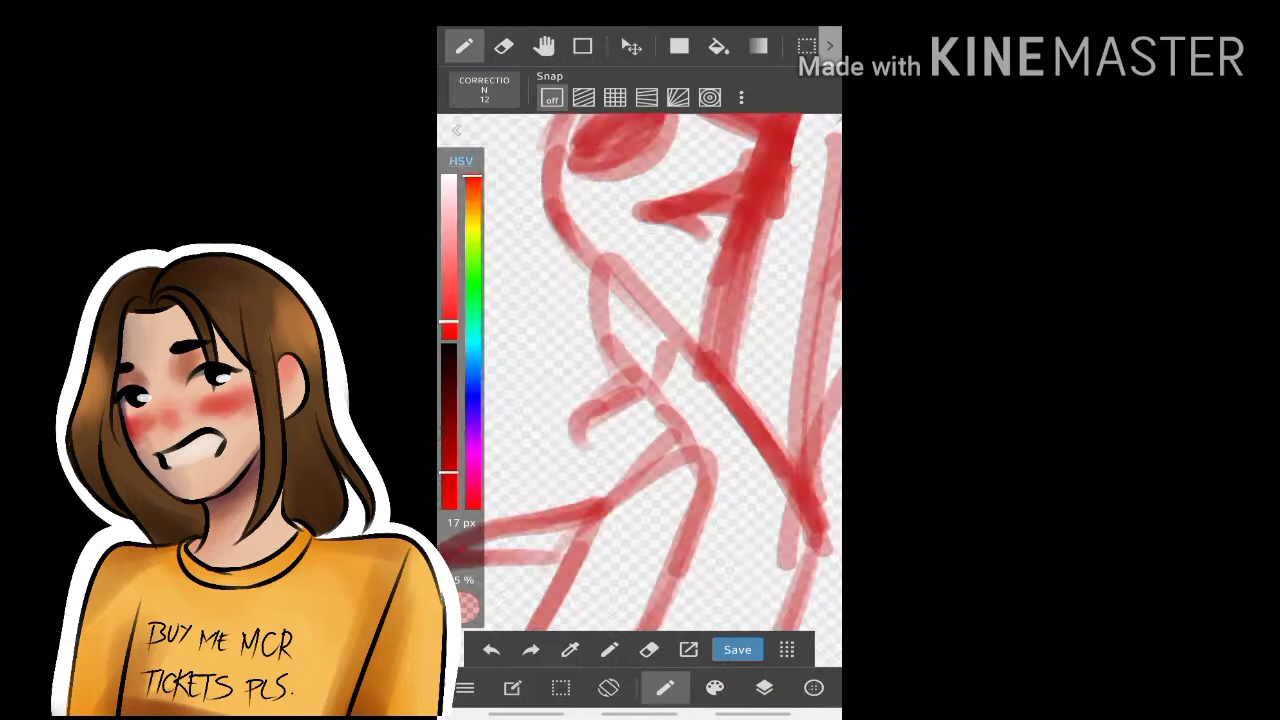 Made with KINEMASTER
CORRECTIO
N
12
Snap
off
HSV
17 px
5 %
BUY ME MCR
TICKETS PLS.
Save